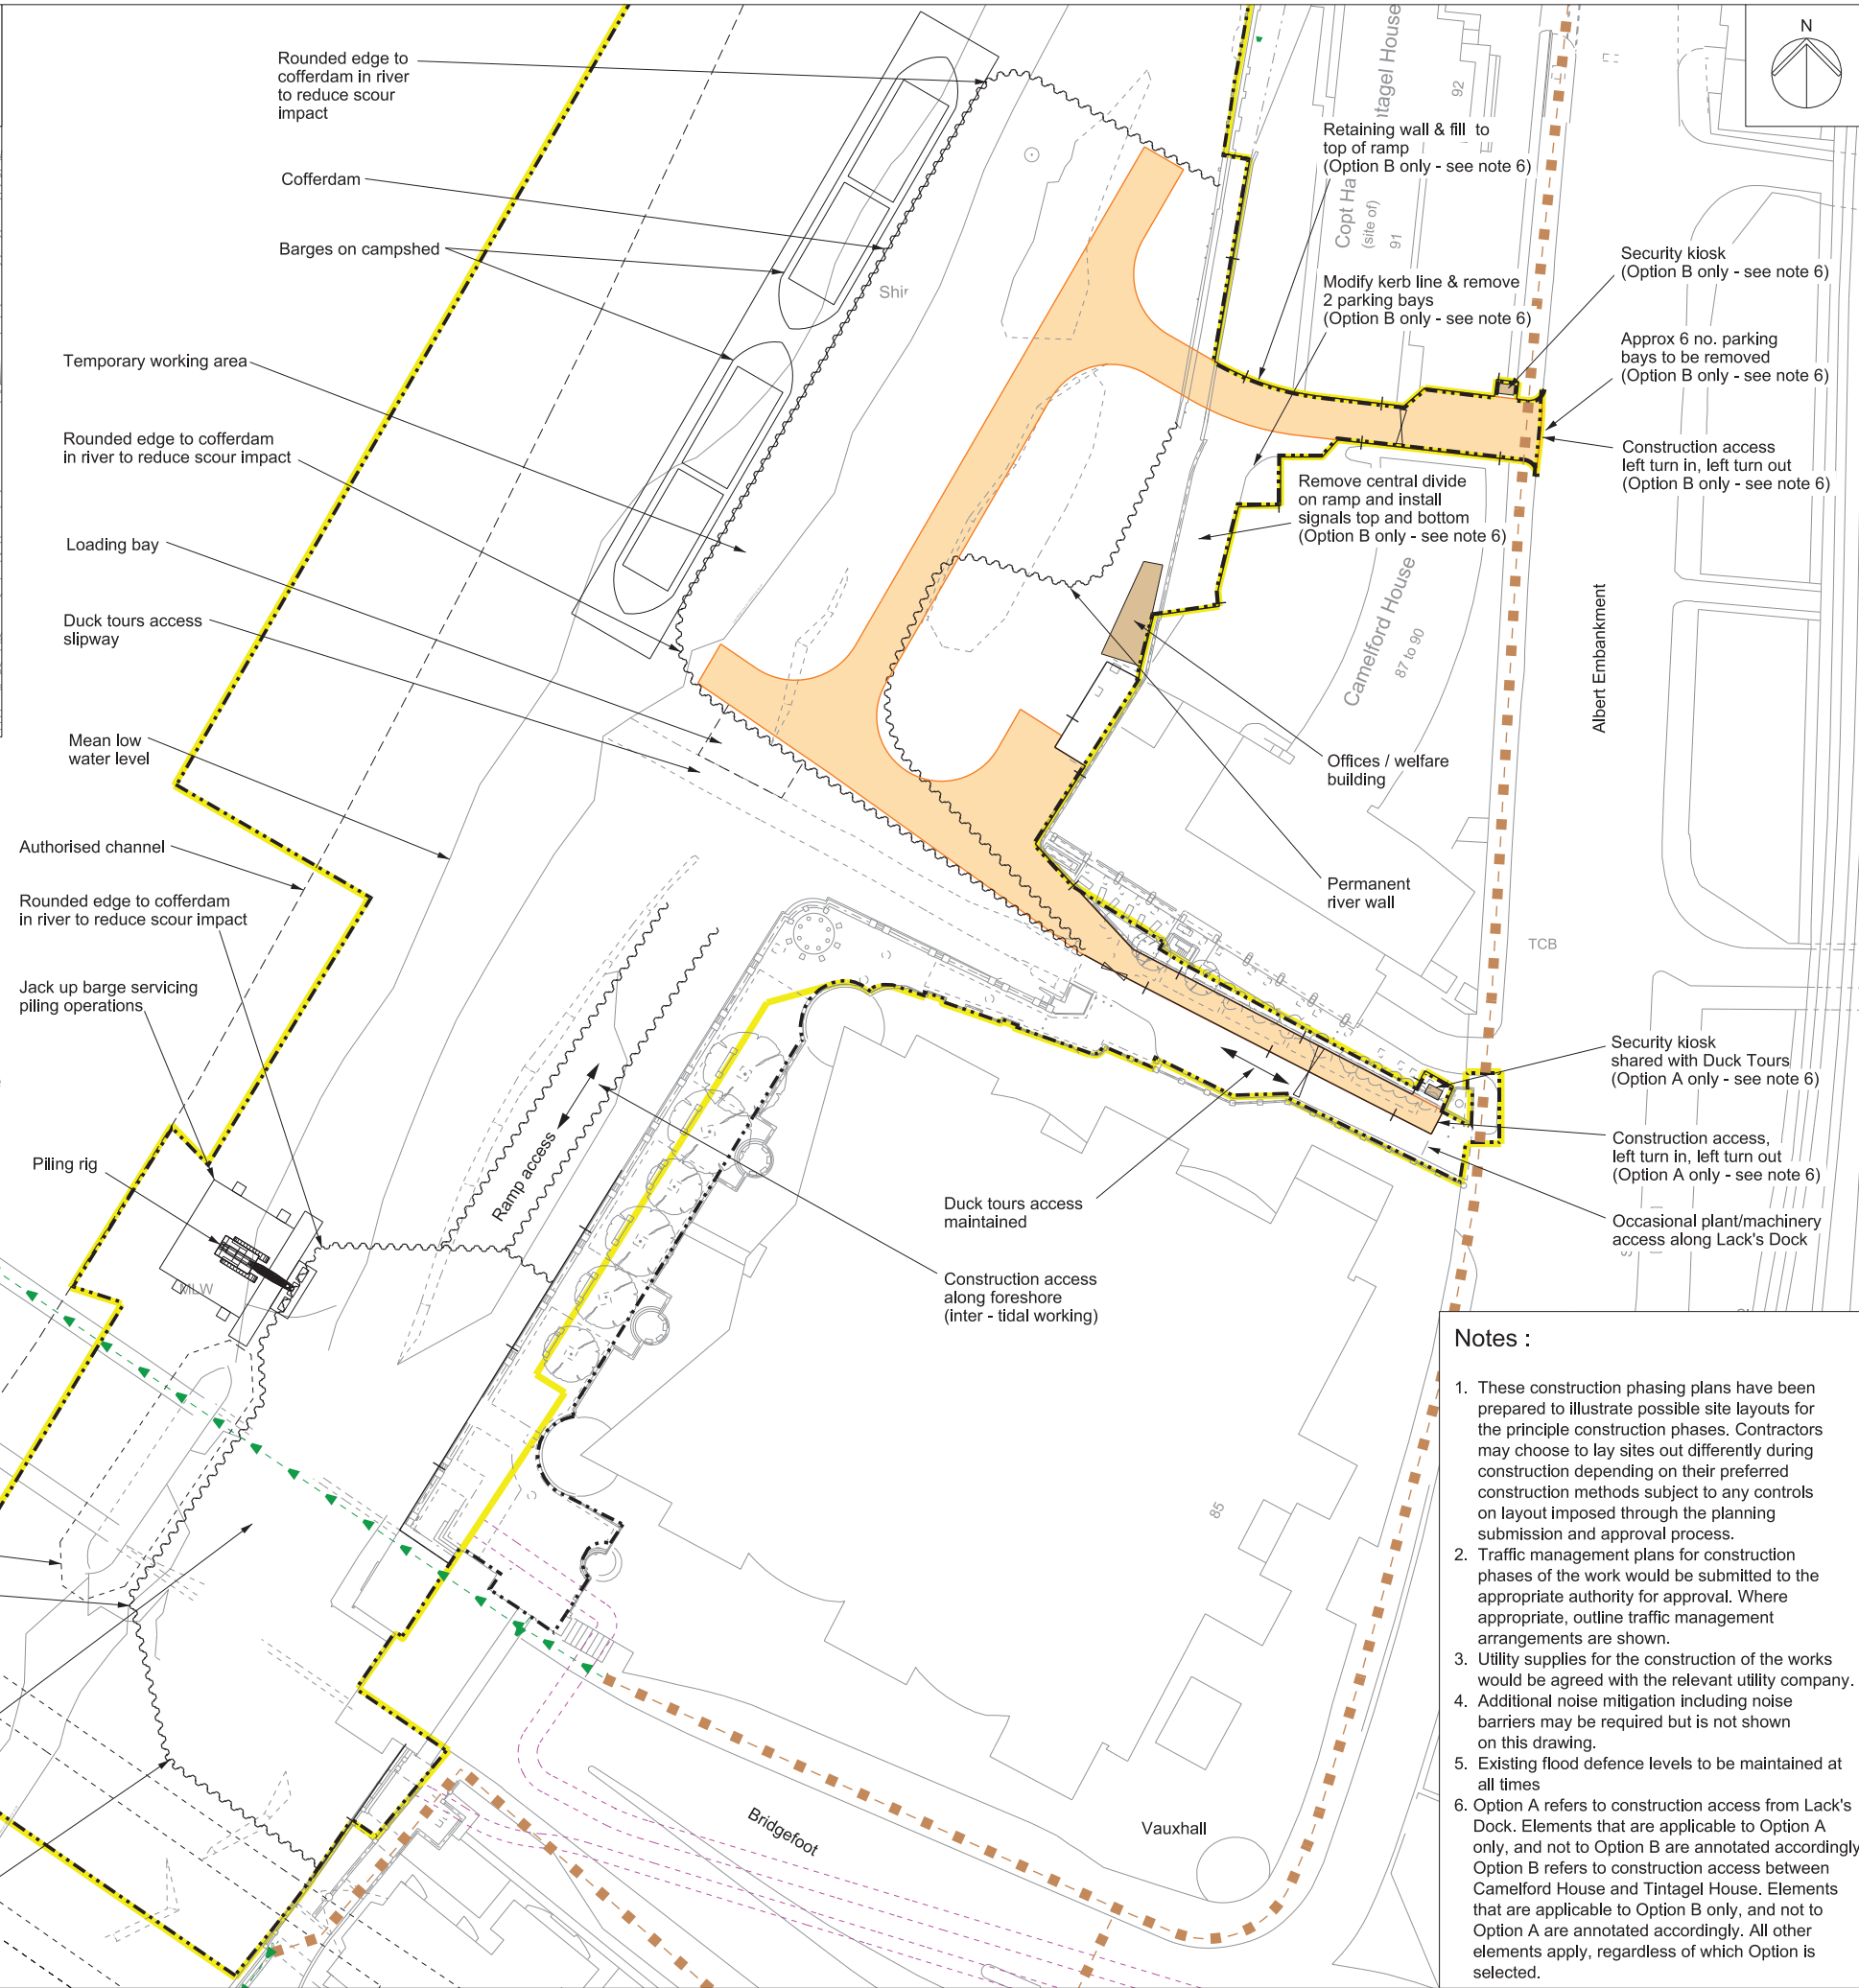 Rounded edge to
cofferdam in river
to reduce scour
impact
Cofferdam
Barges on campshed
Temporary working area
Rounded edge to cofferdam
in river to reduce scour impact
Loading bay
Duck tours access
slipway
Mean low
water level
Authorised channel
Rounded edge to cofferdam
in river to reduce scour impact
Jack up barge servicing
piling operations
Piling rig
MLW
Ramp access
Shir
N
Copt Ha
(site of)
91
ntagel House
92
Retaining wall & fill to
top of ramp
(Option B only - see note 6)
Modify kerb line & remove
2 parking bays
(Option B only - see note 6)
Remove central divide
on ramp and install
signals top and bottom
(Option B only - see note 6)
Security kiosk
(Option B only - see note 6)
Approx 6 no. parking
bays to be removed
(Option B only - see note 6)
Construction access
left turn in, left turn out
(Option B only - see note 6)
Camelford House
87 to 90
Albert Embankment
Offices / welfare
building
Permanent
river wall
TCB
Security kiosk
shared with Duck Tours
(Option A only - see note 6)
Construction access,
left turn in, left turn out
(Option A only - see note 6)
Occasional plant/machinery
access along Lack's Dock
Duck tours access
maintained
Construction access
along foreshore
(inter - tidal working)
85
Bridgefoot
Vauxhall
Notes :
1. These construction phasing plans have been
prepared to illustrate possible site layouts for
the principle construction phases. Contractors
may choose to lay sites out differently during
construction depending on their preferred
construction methods subject to any controls
on layout imposed through the planning
submission and approval process.
2. Traffic management plans for construction
phases of the work would be submitted to the
appropriate authority for approval. Where
appropriate, outline traffic management
arrangements are shown.
3. Utility supplies for the construction of the works
would be agreed with the relevant utility company.
4. Additional noise mitigation including noise
barriers may be required but is not shown
on this drawing.
5. Existing flood defence levels to be maintained at
all times
6. Option A refers to construction access from Lack's
Dock. Elements that are applicable to Option A
only, and not to Option B are annotated accordingly
Option B refers to construction access between
Camelford House and Tintagel House. Elements
that are applicable to Option B only, and not to
Option A are annotated accordingly. All other
elements apply, regardless of which Option is
selected.